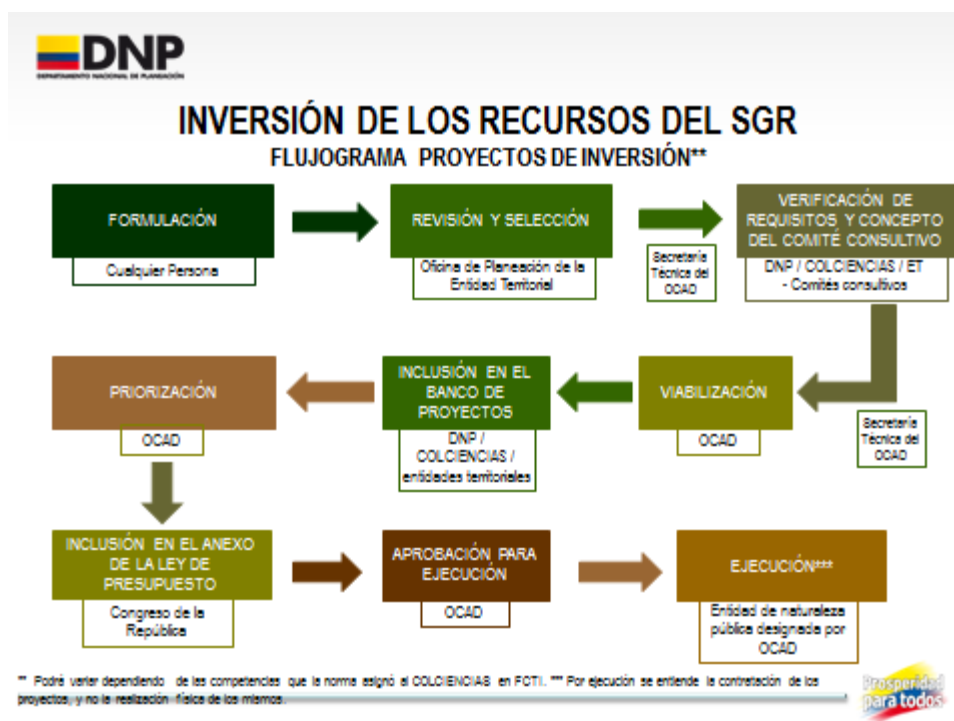 DNP
DEPARTAMENTO NACIONAL DE PLANEACIÓN
INVERSIÓN DE LOS RECURSOS DEL SGR
FLUJOGRAMA PROYECTOS DE INVERSIÓN**
FORMULACIÓN
Cualquier Persona
REVISIÓN Y SELECCIÓN
Oficina de Planeación de la
Entidad Territorial
Secretaría
Técnica del
OCAD
VERIFICACIÓN DE
REQUISITOS Y CONCEPTO
DEL COMITÉ CONSULTIVO
DNP / COLCIENCIAS / ET
- Comités consultivos
PRIORIZACIÓN
OCAD
INCLUSIÓN EN EL
BANCO DE
PROYECTOS
DNP /
COLCIENCIAS /
entidades territoriales
VIABILIZACIÓN
OCAD
Secretaría
Técnica del
OCAD
INCLUSIÓN EN EL ANEXO
DE LA LEY DE
PRESUPUESTO
Congreso de la
República
APROBACIÓN PARA
EJECUCIÓN
OCAD
EJECUCIÓN***
Entidad de naturaleza
pública designada por
OCAD
** Podrá variar dependiendo de las competencias que la norma asignó al COLCIENCIAS en FCTI. *** Por ejecución se entiende la contratación de los
proyectos, y no la realización física de los mismos.
Prosperidad
para todos